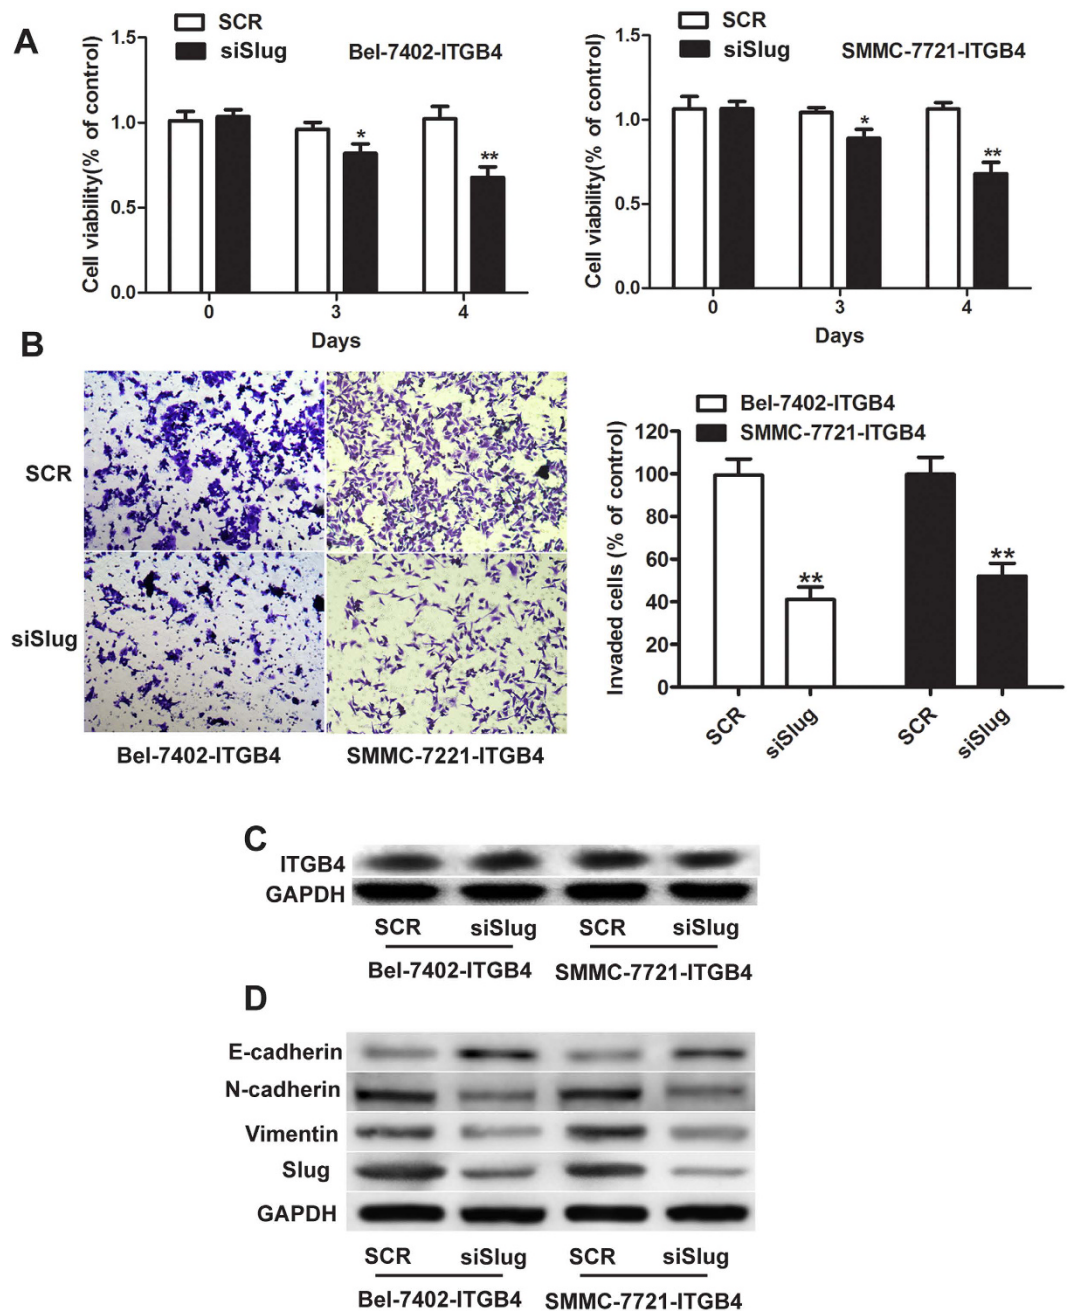 A
SCR
siSlug
Bel-7402-ITGB4
Cell viability(% of control)
1.5
1.0
0.5
0.0
*
**
0
3
4
Days
SCR
siSlug
SMMC-7721-ITGB4
Cell viability(% of control)
1.5
1.0
0.5
0.0
*
**
0
3
4
Days
B
SCR
siSlug
Bel-7402-ITGB4
SMMC-7221-ITGB4
Bel-7402-ITGB4
SMMC-7721-ITGB4
Invaded cells (% of control)
120
100
80
60
40
20
0
**
**
SCR
siSlug
SCR
siSlug
C
ITGB4
GAPDH
SCR
siSlug
SCR
siSlug
Bel-7402-ITGB4
SMMC-7721-ITGB4
D
E-cadherin
N-cadherin
Vimentin
Slug
GAPDH
SCR
siSlug
SCR
siSlug
Bel-7402-ITGB4
SMMC-7721-ITGB4